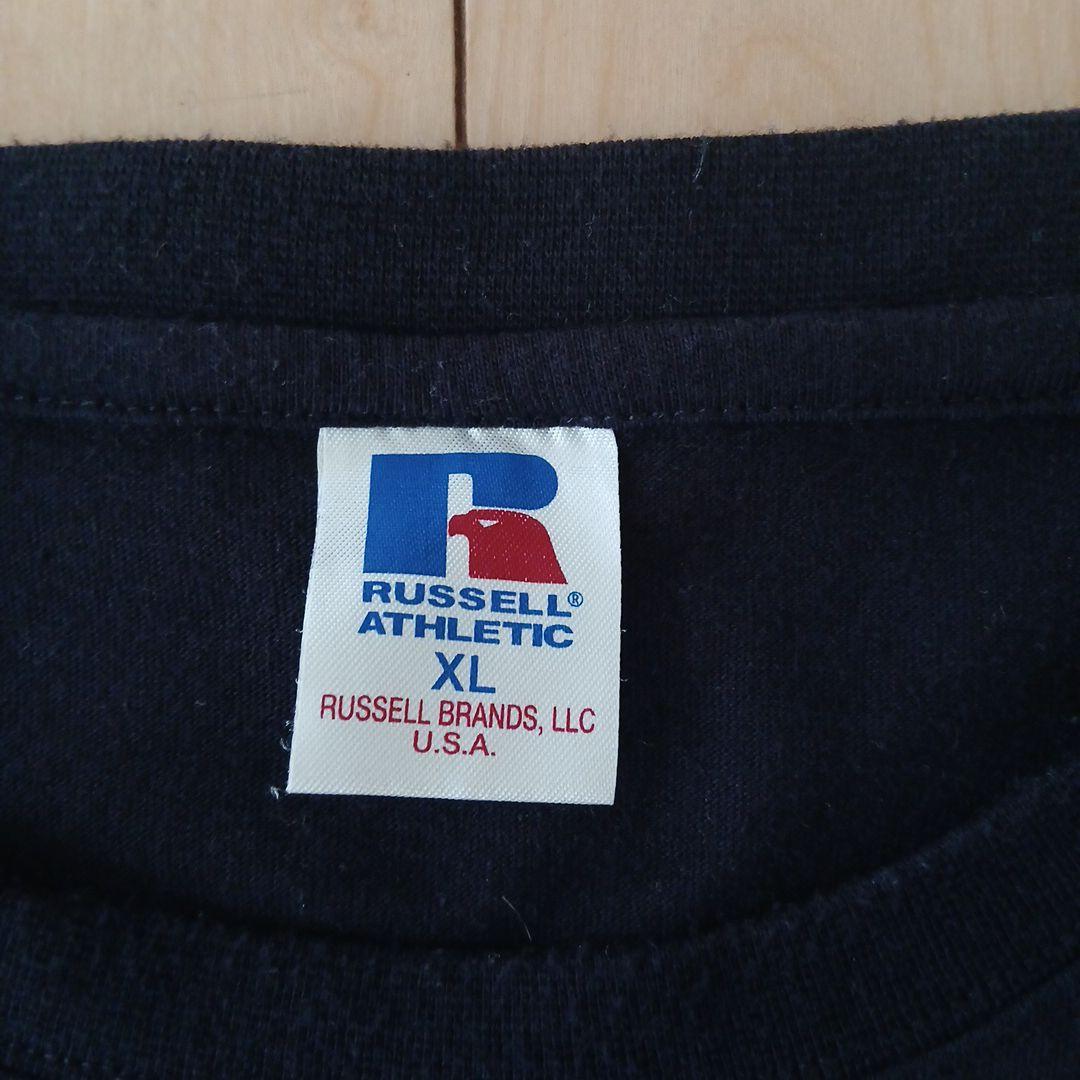 RUSSELL®
ATHLETIC
XL
RUSSELL BRANDS, LLC
U.S.A.